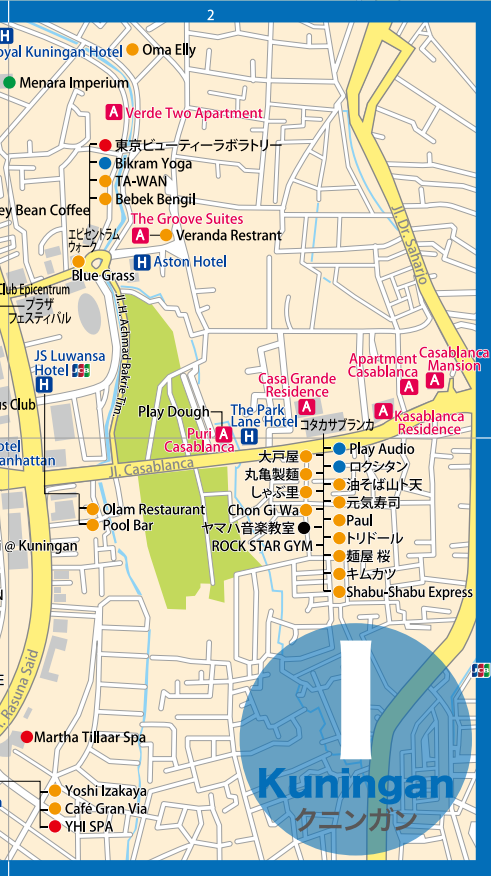 2
H
oyal Kuningan Hotel
Oma Elly
Menara Imperium
A Verde Two Apartment
東京ビューティーラボラトリー
Bikram Yoga
TA-WAN
Bebek Bengil
ey Bean Coffee
The Groove Suites
エピセントラム
ウォーク
A
Veranda Restrant
H Aston Hotel
Blue Grass
Jl. Dr. Saharjo
lub Epicentrum
プラザ
フェスティバル
Jl. H. Achmad Bakrie Trm.
JS Luwansa
Hotel JCB
H
us Club
Apartment
Casablanca
A
Casablanca
Mansion
A
Casa Grande
Residence
A
Play Dough
The Park
Lane Hotel
H
コタカサブランカ
A Kasablanca
Residence
Puri
Casablanca
A
otel
anhattan
Jl. Casablanca
大戸屋
丸亀製麺
しゃぶ里
Chon Gi Wa
ヤマハ音楽教室
ROCK STAR GYM
Play Audio
ロクシタン
油そば山ト天
元気寿司
Paul
トリドール
麺屋 桜
キムカツ
Shabu-Shabu Express
Olam Restaurant
Pool Bar
i @ Kuningan
N
E
. Rasuna Said
JCB
Martha Tillaar Spa
Yoshi Izakaya
Café Gran Via
YHI SPA
I
Kuningan
クニンガン